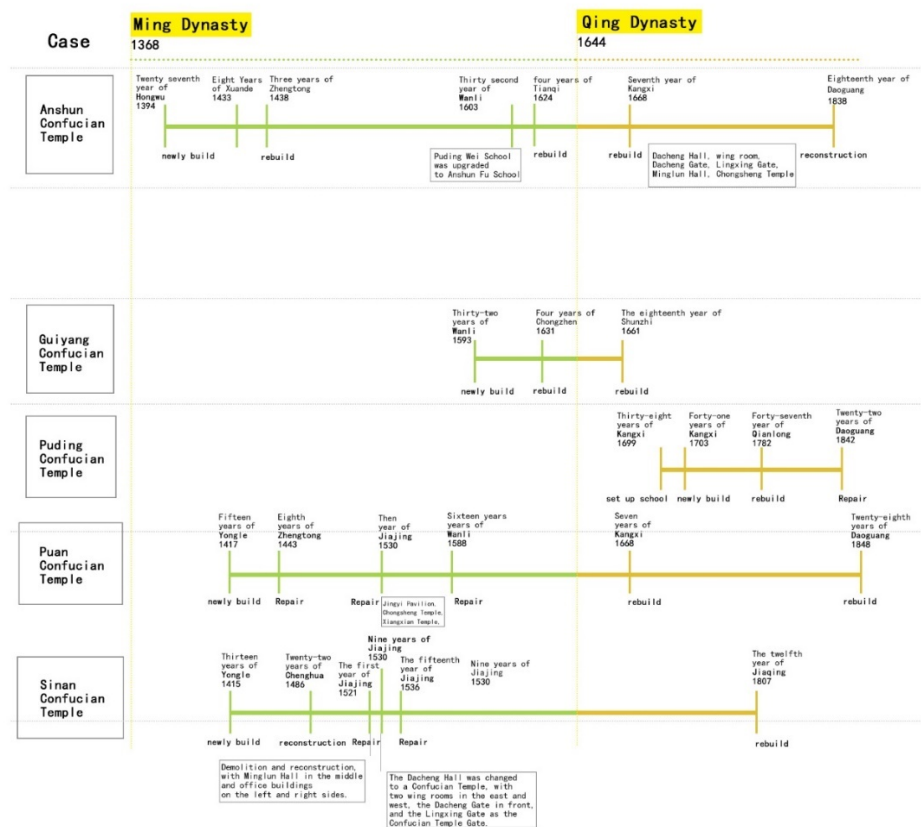 Case
Ming Dynasty
1368
Qing Dynasty
1644
Anshun
Confucian
Temple
Twenty seventh
year of
Hongwu
1394
newly build
Eight Years
of Xuande
1433
Three years of
Zhengtong
1438
rebuild
Thirty second
year of
Wanli
1603
Puding Wei School
was upgraded
to Anshun Fu School
four years of
Tianqi
1624
rebuild
Seventh year of
Kangxi
1668
rebuild
Dacheng Hall, wing room,
Dacheng Gate, Lingxing Gate,
Minglun Hall, Chongsheng Temple
Eighteenth year of
Daoguang
1838
reconstruction
Guiyang
Confucian
Temple
Thirty-two
years of
Wanli
1593
newly build
Four years of
Chongzhen
1631
rebuild
The eighteenth year of
Shunzhi
1661
rebuild
Puding
Confucian
Temple
Thirty-eight
years of
Kangxi
1699
set up school
Forty-one
years of
Kangxi
1703
newly build
Forty-seventh
year of
Qianlong
1782
rebuild
Twenty-two
years of
Daoguang
1842
Repair
Puan
Confucian
Temple
Fifteen
years of
Yongle
1417
newly build
Eighth
years of
Zhengtong
1443
Repair
Then
year of
Jiajing
1530
Repair
Jingyi Pavilion,
Chongsheng Temple,
Xiangxian Temple,
Sixteen years
years of
Wanli
1588
Repair
Seven
years of
Kangxi
1668
rebuild
Twenty-eighth
years of
Daoguang
1848
rebuild
Sinan
Confucian
Temple
Thirteen
years of
Yongle
1415
newly build
Twenty-two
years of
Chenghua
1486
reconstruction
The first
year of
Jiajing
1521
Repair
Nine years of
Jiajing
1530
The fifteenth
year of
Jiajing
1536
Repair
Nine years of
Jiajing
1530
The twelfth
year of
Jiaqing
1807
rebuild
Demolition and reconstruction,
with Minglun Hall in the middle
and office buildings
on the left and right sides.
The Dacheng Hall was changed
to a Confucian Temple, with
two wing rooms in the east and
west, the Dacheng Gate in front,
and the Lingxing Gate as the
Confucian Temple Gate.